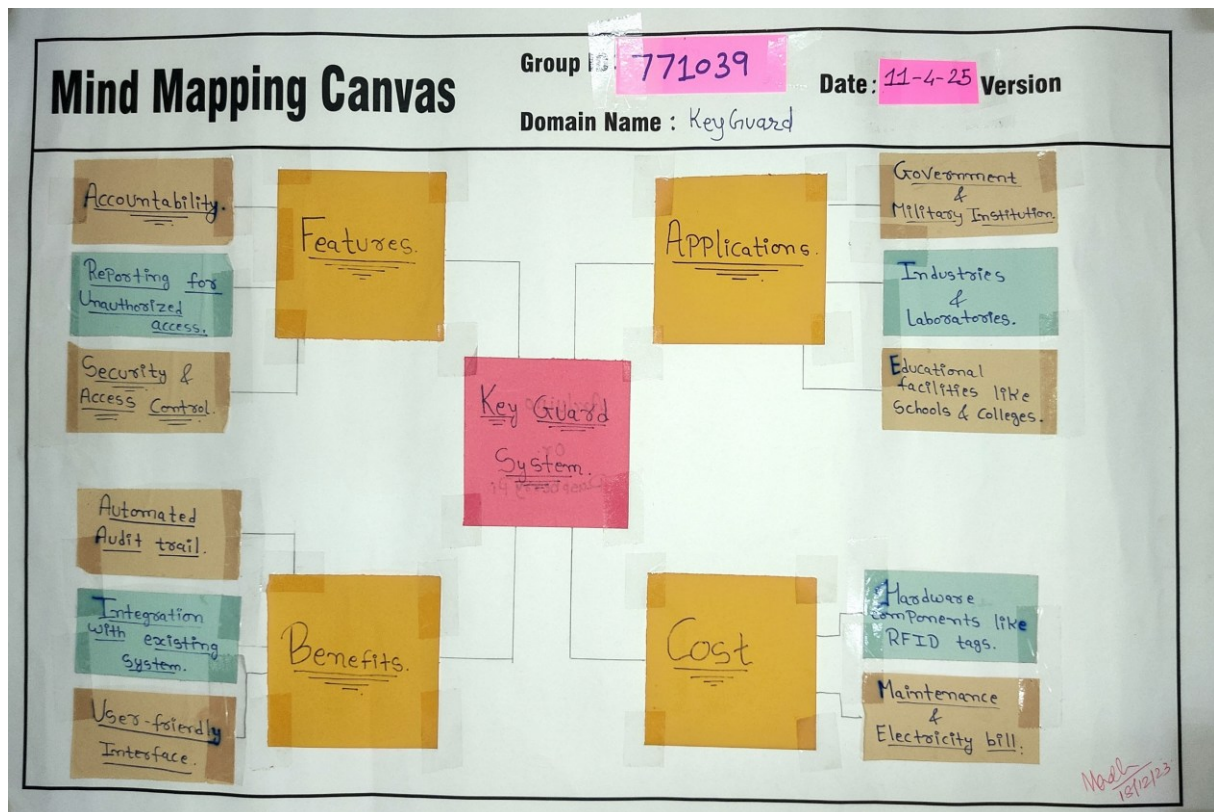 Mind Mapping Canvas
Group ID: 771039
Date: 11-4-25 Version
Domain Name : KeyGuard
Accountability.
Reporting for
Unauthorized
access.
Security &
Access Control.
Features.
Applications.
Government
&
Military Institution.
Industries
&
Laboratories.
Educational
facilities like
Schools & Colleges.
Key Guard
System.
Automated
Audit trail.
Integration
with existing
System.
User-friendly
Interface.
Benefits.
Cost
Hardware
components like
RFID tags.
Maintenance
&
Electricity bill.
18/12/23